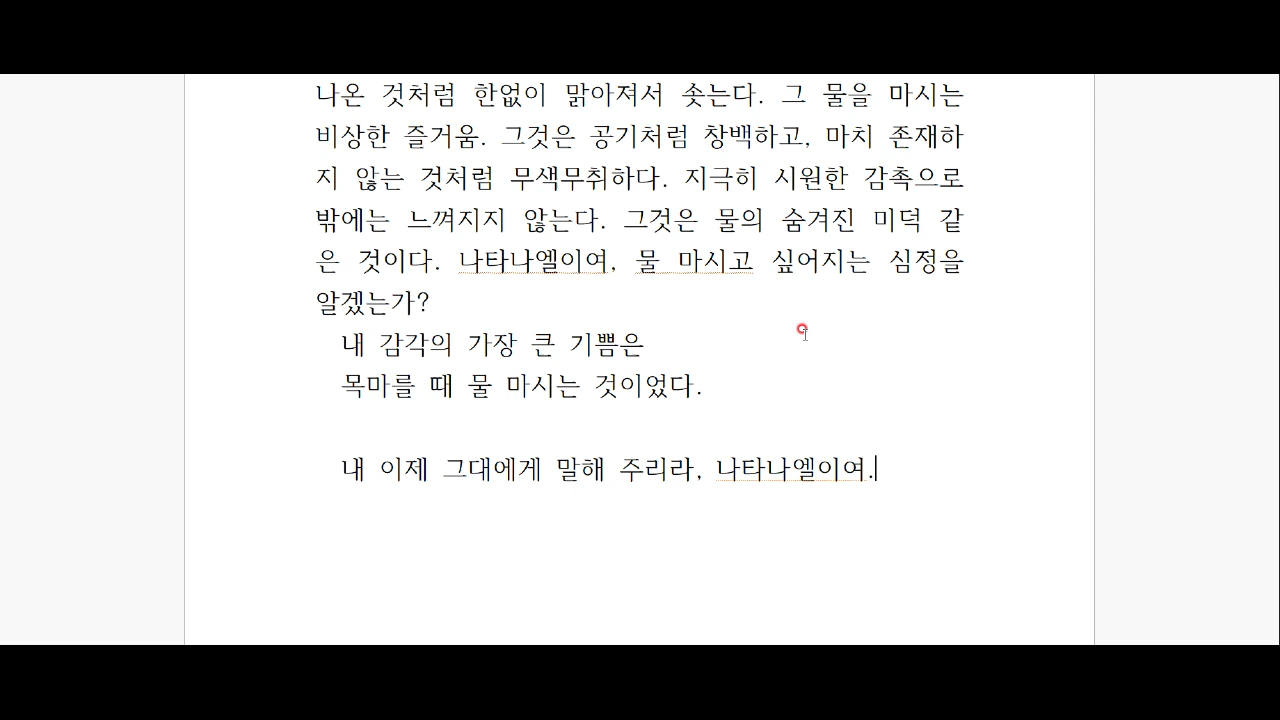 나온 것처럼 한없이 맑아져서 솟는다. 그 물을 마시는
비상한 즐거움. 그것은 공기처럼 창백하고, 마치 존재하
지 않는 것처럼 무색무취하다. 지극히 시원한 감촉으로
밖에는 느껴지지 않는다. 그것은 물의 숨겨진 미덕 같
은 것이다. 나타나엘이여, 물 마시고 싶어지는 심정을
알겠는가?
내 감각의 가장 큰 기쁨은
목마를 때 물 마시는 것이었다.
내 이제 그대에게 말해 주리라, 나타나엘이여.